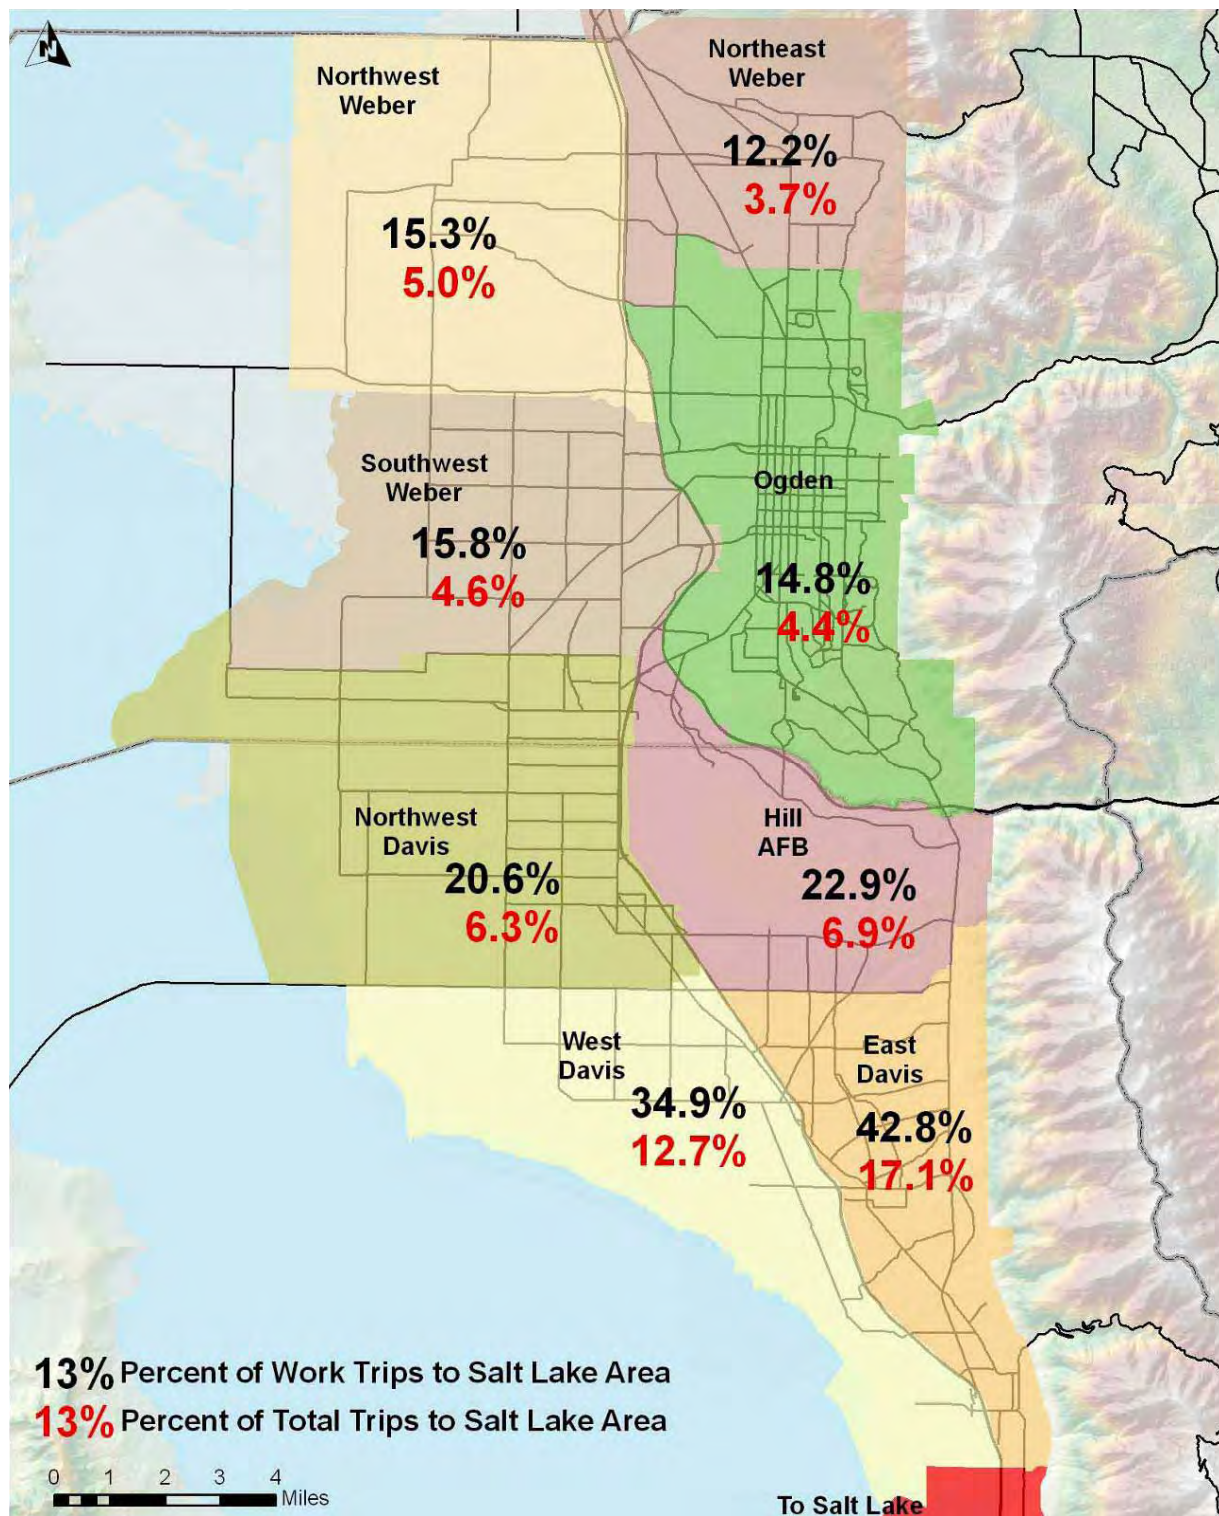 N
Northwest
Weber
15.3%
5.0%
Northeast
Weber
12.2%
3.7%
Southwest
Weber
15.8%
4.6%
Ogden
14.8%
4.4%
Northwest
Davis
20.6%
6.3%
Hill
AFB
22.9%
6.9%
West
Davis
34.9%
12.7%
East
Davis
42.8%
17.1%
13% Percent of Work Trips to Salt Lake Area
13% Percent of Total Trips to Salt Lake Area
0 1 2 3 4
Miles
To Salt Lake